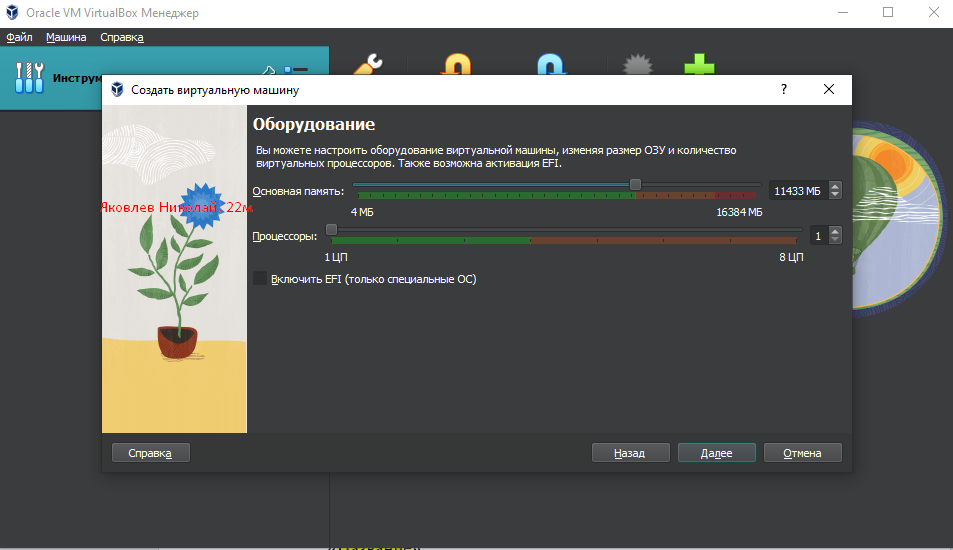 Oracle VM VirtualBox Менеджер
Файл Машина Справка
Создать виртуальную машину ?
Оборудование
Вы можете настроить оборудование виртуальной машины, изменяя размер ОЗУ и количество
виртуальных процессоров. Также возможна активация EFI.
Основная память: 11433 МБ
4 МБ 16384 МБ
Яковлев Николай
22м
Процессоры: 1
1 ЦП 8 ЦП
Включить EFI (только специальные ОС)
Справка Назад Далее Отмена